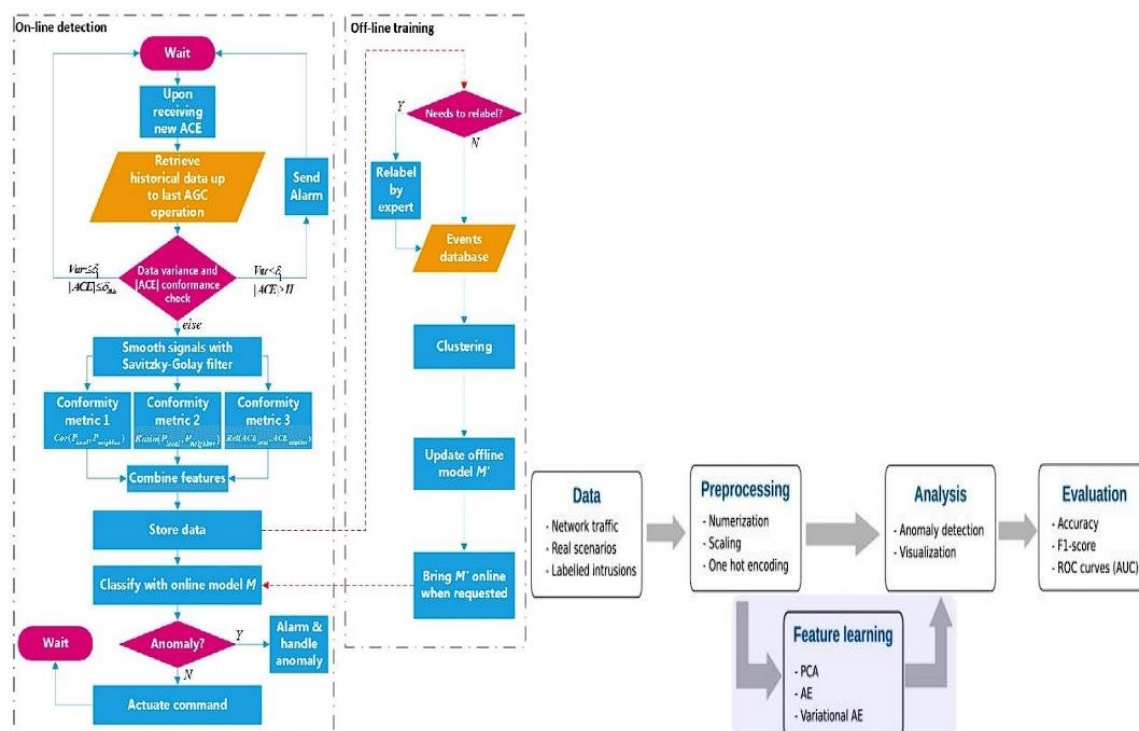 On-line detection
Wait
Upon
receiving
new ACE
Retrieve
historical data up
to last AGC
operation
Send
Alarm
Data variance and
|ACE| conformance
check
|ACE|
|ACE|>II
else
Smooth signals with
Savitzky-Golay filter
Conformity
metric 1
Conformity
metric 2
Conformity
metric 3
Combine features
Store data
Classify with online model M
Anomaly?
Y
Alarm &
handle
anomaly
N
Wait
Actuate command
Off-line training
Needs to relabel?
Y
N
Relabel
by
expert
Events
database
Clustering
Update offline
model M'
Bring M' online
when requested
Data
- Network traffic
- Real scenarios
- Labelled intrusions
Preprocessing
- Numerization
- Scaling
- One hot encoding
Feature learning
- PCA
- AE
- Variational AE
Analysis
- Anomaly detection
- Visualization
Evaluation
- Accuracy
- F1-score
- ROC curves (AUC)